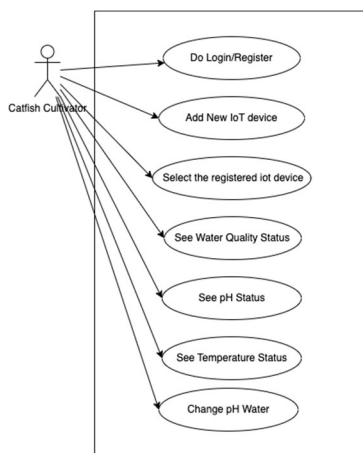 Do Login/Register
Catfish Cultivator
Add New IoT device
Select the registered iot device
See Water Quality Status
See pH Status
See Temperature Status
Change pH Water